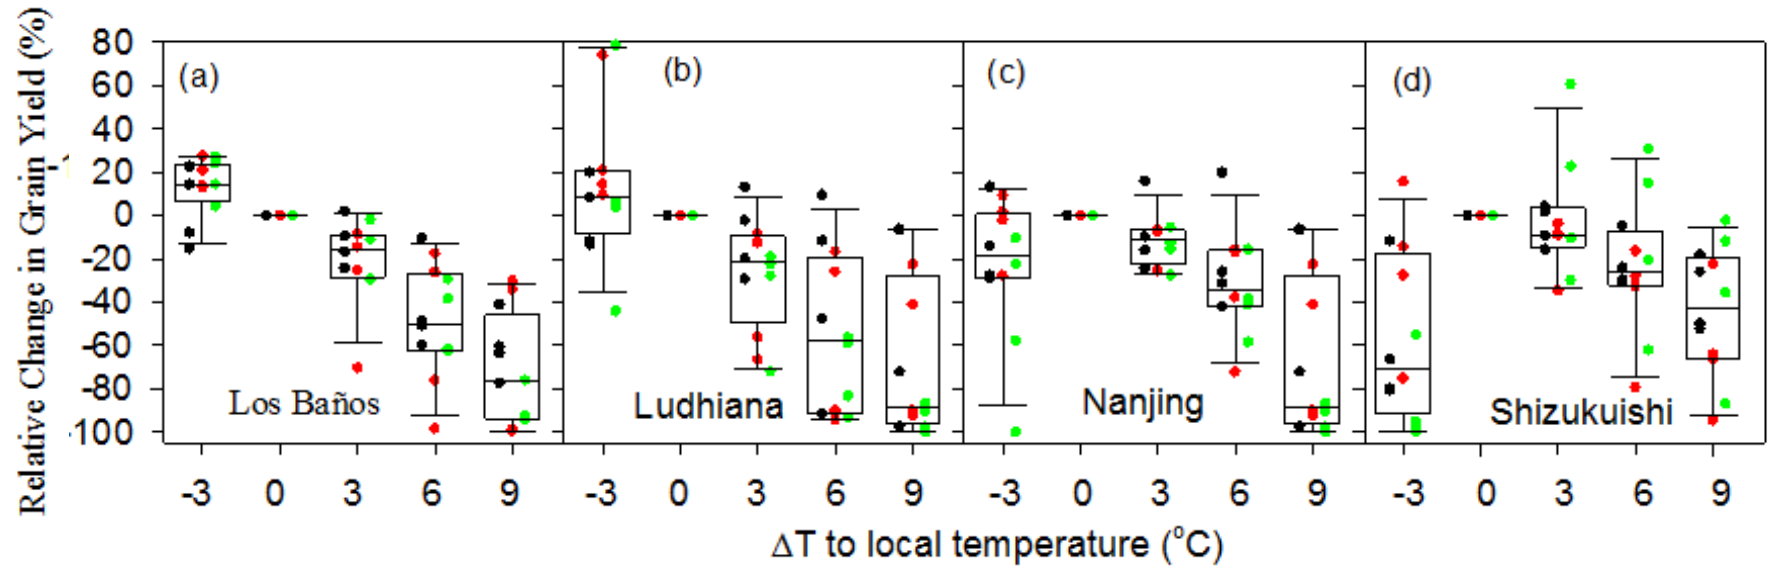 Relative Change in Grain Yield (%)
80
60
40
20
0
-20
-40
-60
-80
-100
(a)
(b)
(c)
(d)
Los Baños
Ludhiana
Nanjing
Shizukuishi
-3 0 3 6 9 -3 0 3 6 9 -3 0 3 6 9 -3 0 3 6 9
ΔT to local temperature (°C)